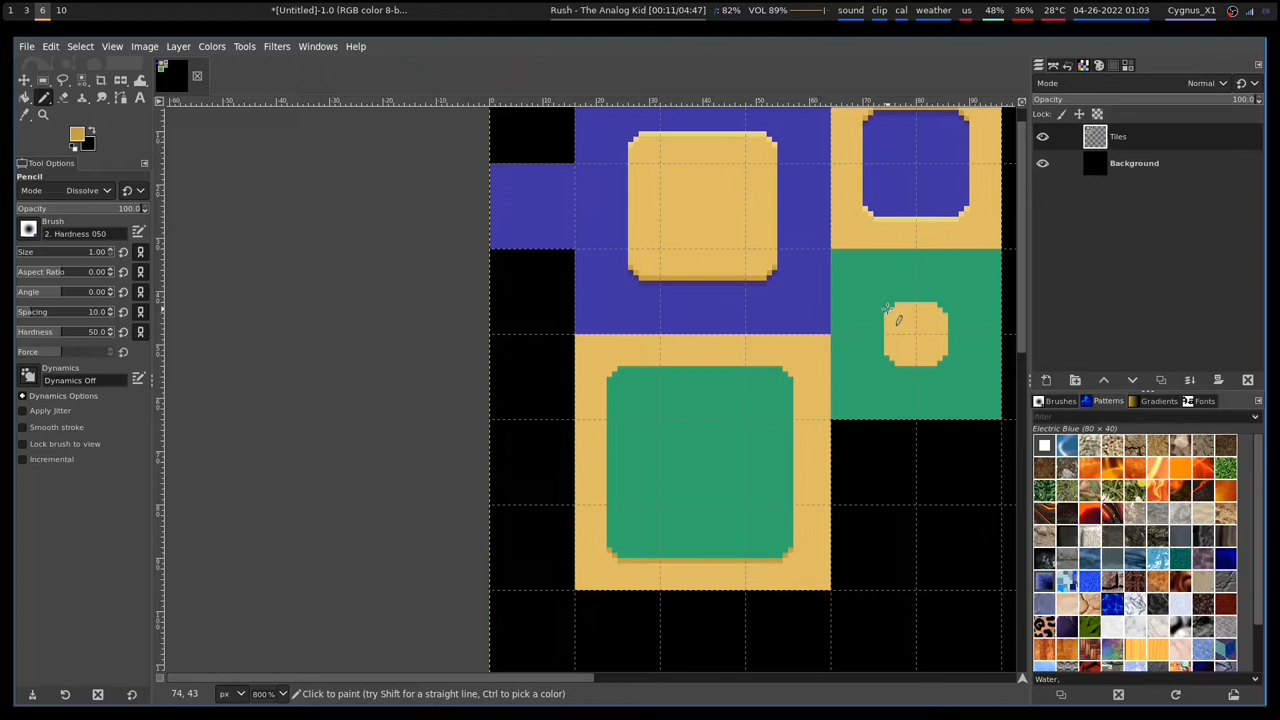 1 3 6 10 *[Untitled]-1.0 (RGB color 8-b... Rush - The Analog Kid [00:11/04:47] /: 82% VOL 89% sound clip cal weather us 48% 36% 28°C 04-26-2022 01:03 Cygnus_X1
File Edit Select View Image Layer Colors Tools Filters Windows Help
Tool Options
Pencil
Mode Dissolve
Opacity 100.0
Brush
2. Hardness 050
Size 1.00
Aspect Ratio 0.00
Angle 0.00
Spacing 10.0
Hardness 50.0
Force
Dynamics
Dynamics Off
Dynamics Options
Apply Jitter
Smooth stroke
Lock brush to view
Incremental
74, 43 px 800% Click to paint (try Shift for a straight line, Ctrl to pick a color)
Mode Normal
Opacity 100.0
Lock:
Tiles
Background
Brushes Patterns Gradients Fonts
filter
Electric Blue (80 × 40)
Water,